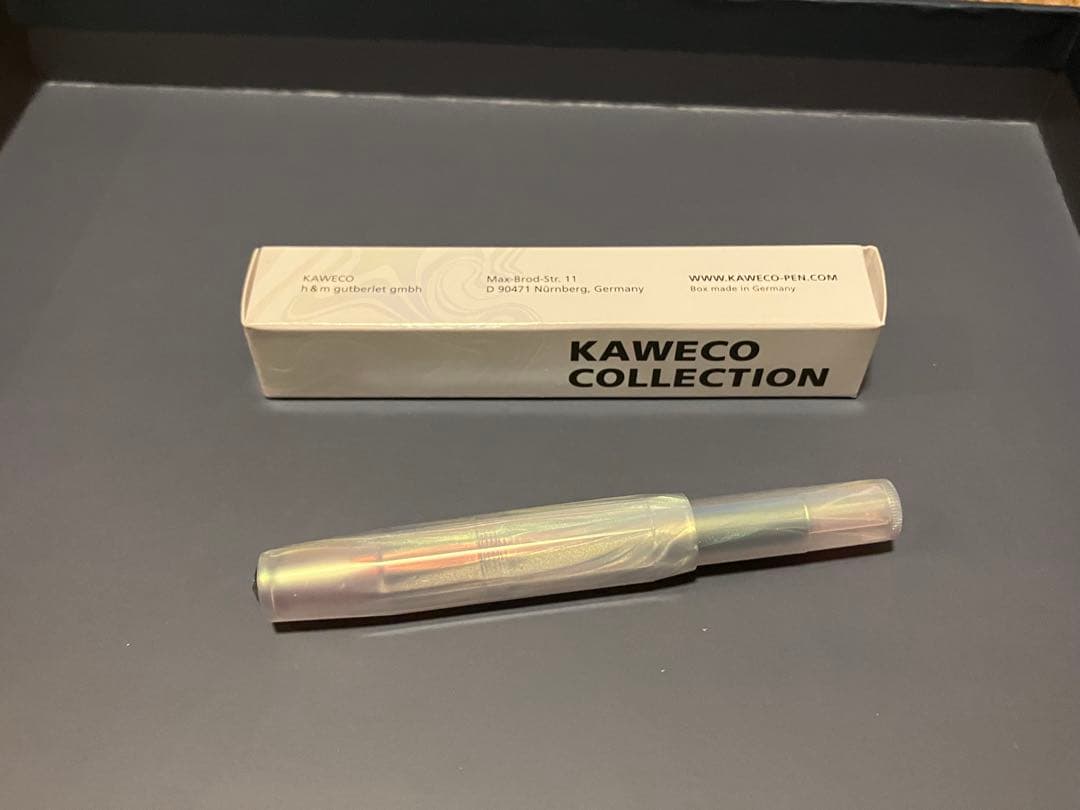 KAWECO
h&m gutberlet gmbh
Max-Brod-Str. 11
D 90471 Nürnberg, Germany
WWW.KAWECO-PEN.COM
Box made in Germany
KAWECO
COLLECTION